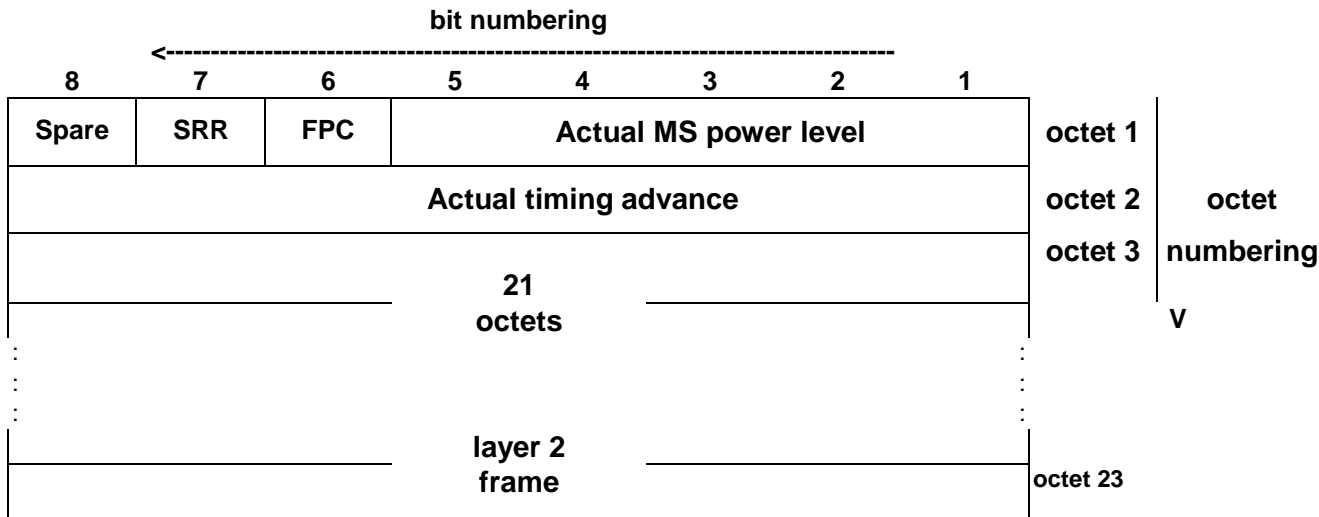 bit numbering
<--------------------------------------------------------------------------------
8 7 6 5 4 3 2 1
Spare SRR FPC Actual MS power level octet 1
Actual timing advance octet 2 octet
octet 3 numbering
21
octets V
:
:
:
:
:
:
layer 2
frame octet 23